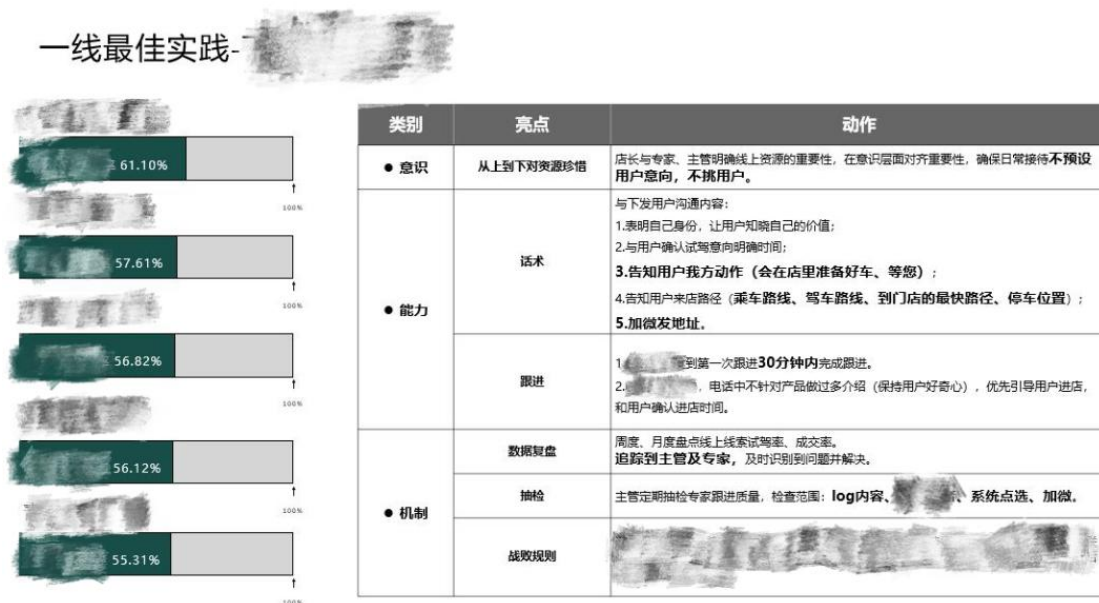 一线最佳实践-
61.10%
100%
57.61%
100%
56.82%
100%
56.12%
100%
55.31%
100%
类别 亮点 动作
● 意识 从上到下对资源珍惜 店长与专家、主管明确线上资源的重要性，在意识层面对齐重要性，确保日常接待不预设
用户意向，不挑用户。
● 能力
话术
与下发用户沟通内容：
1.表明自己身份，让用户知晓自己的价值；
2.与用户确认试驾意向明确时间；
3.告知用户我方动作（会在店里准备好车、等您）；
4.告知用户来店路径（乘车路线、驾车路线、到门店的最快路径、停车位置）；
5.加微发地址。
跟进
1.到第一次跟进30分钟内完成跟进。
2.，电话中不针对产品做过多介绍（保持用户好奇心），优先引导用户进店，
和用户确认进店时间。
● 机制
数据复盘
周度、月度盘点线上线索试驾率、成交率。
追踪到主管及专家，及时识别到问题并解决。
抽检
主管定期抽检专家跟进质量，检查范围：log内容、、系统点选、加微。
战败规则